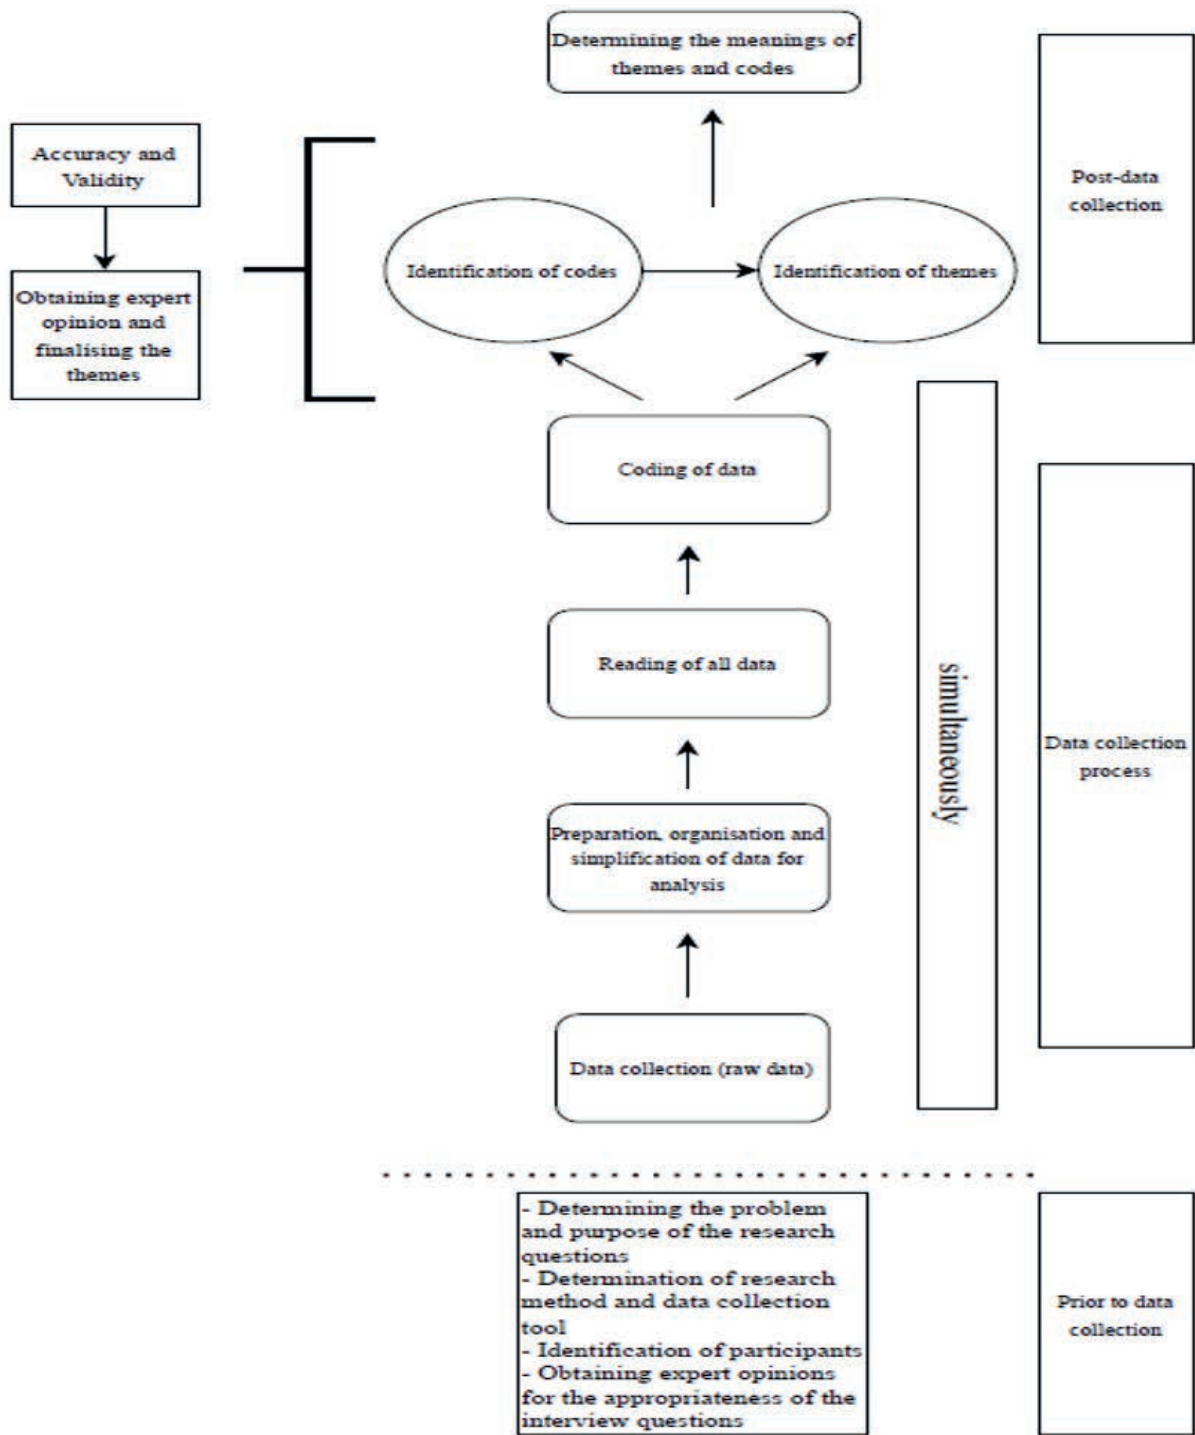 Determining the meanings of
themes and codes
Accuracy and
Validity
Post-data
collection
Identification of codes
Identification of themes
Obtaining expert
opinion and
finalising the
themes
Coding of data
Reading of all data
simultaneously
Data collection
process
Preparation, organisation and
simplification of data for
analysis
Data collection (raw data)
- Determining the problem
and purpose of the research
questions
- Determination of research
method and data collection
tool
- Identification of participants
- Obtaining expert opinions
for the appropriateness of the
interview questions
Prior to data
collection